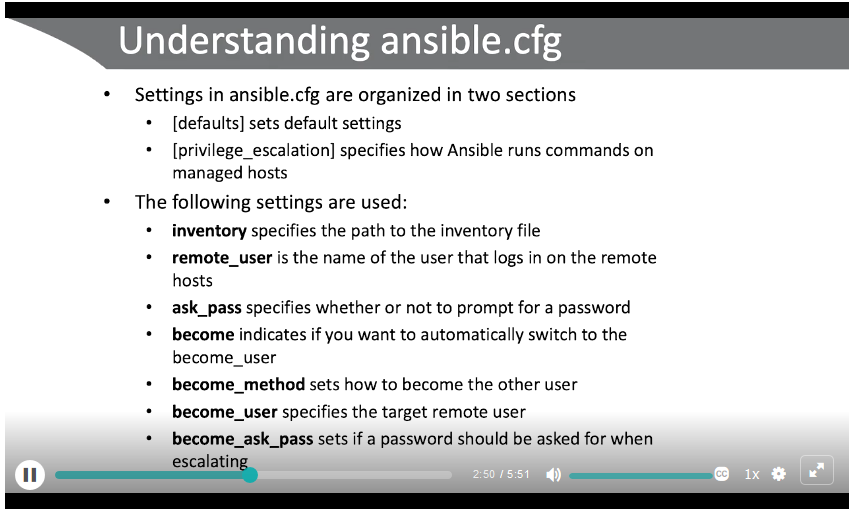 Understanding ansible.cfg
• Settings in ansible.cfg are organized in two sections
• [defaults] sets default settings
• [privilege_escalation] specifies how Ansible runs commands on
managed hosts
• The following settings are used:
• inventory specifies the path to the inventory file
• remote_user is the name of the user that logs in on the remote
hosts
• ask_pass specifies whether or not to prompt for a password
• become indicates if you want to automatically switch to the
become_user
• become_method sets how to become the other user
• become_user specifies the target remote user
• become_ask_pass sets if a password should be asked for when
escalating
2:50 / 5:51 CC 1x